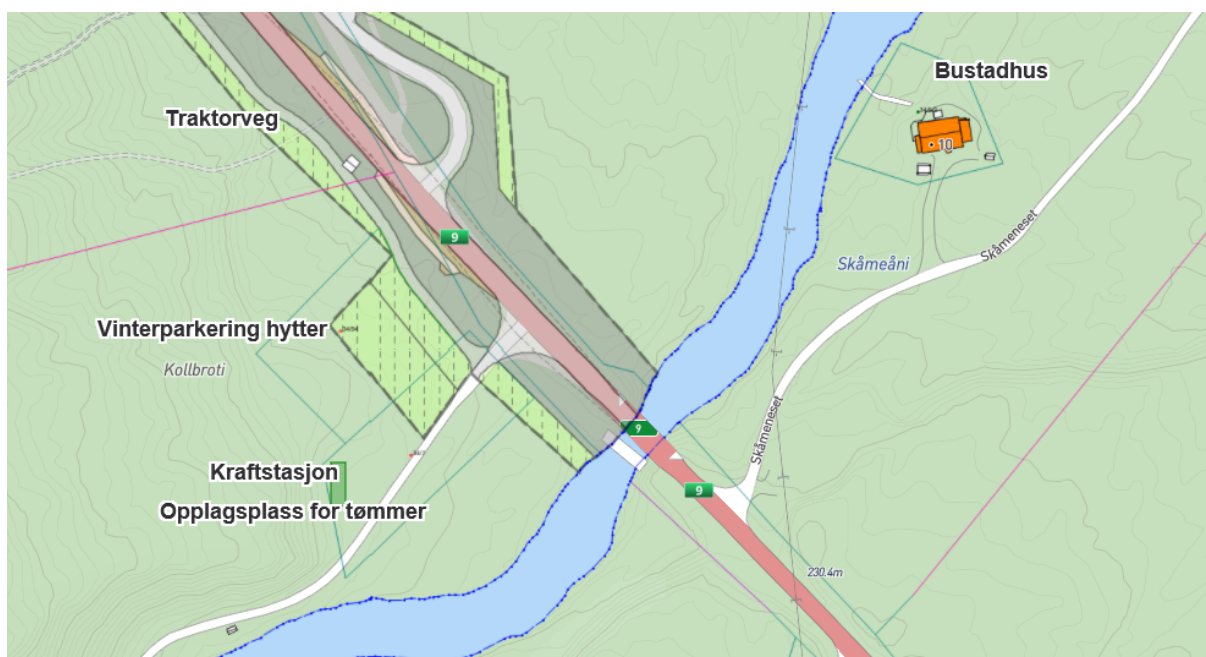 Bustadhus
Traktorveg
10
9
Skåmeneset
Skåmeåni
Vinterparkering hytter
Kollbroti
Skåmeneset
9
Kraftstasjon
9
Opplagsplass for tømmer
230.4m